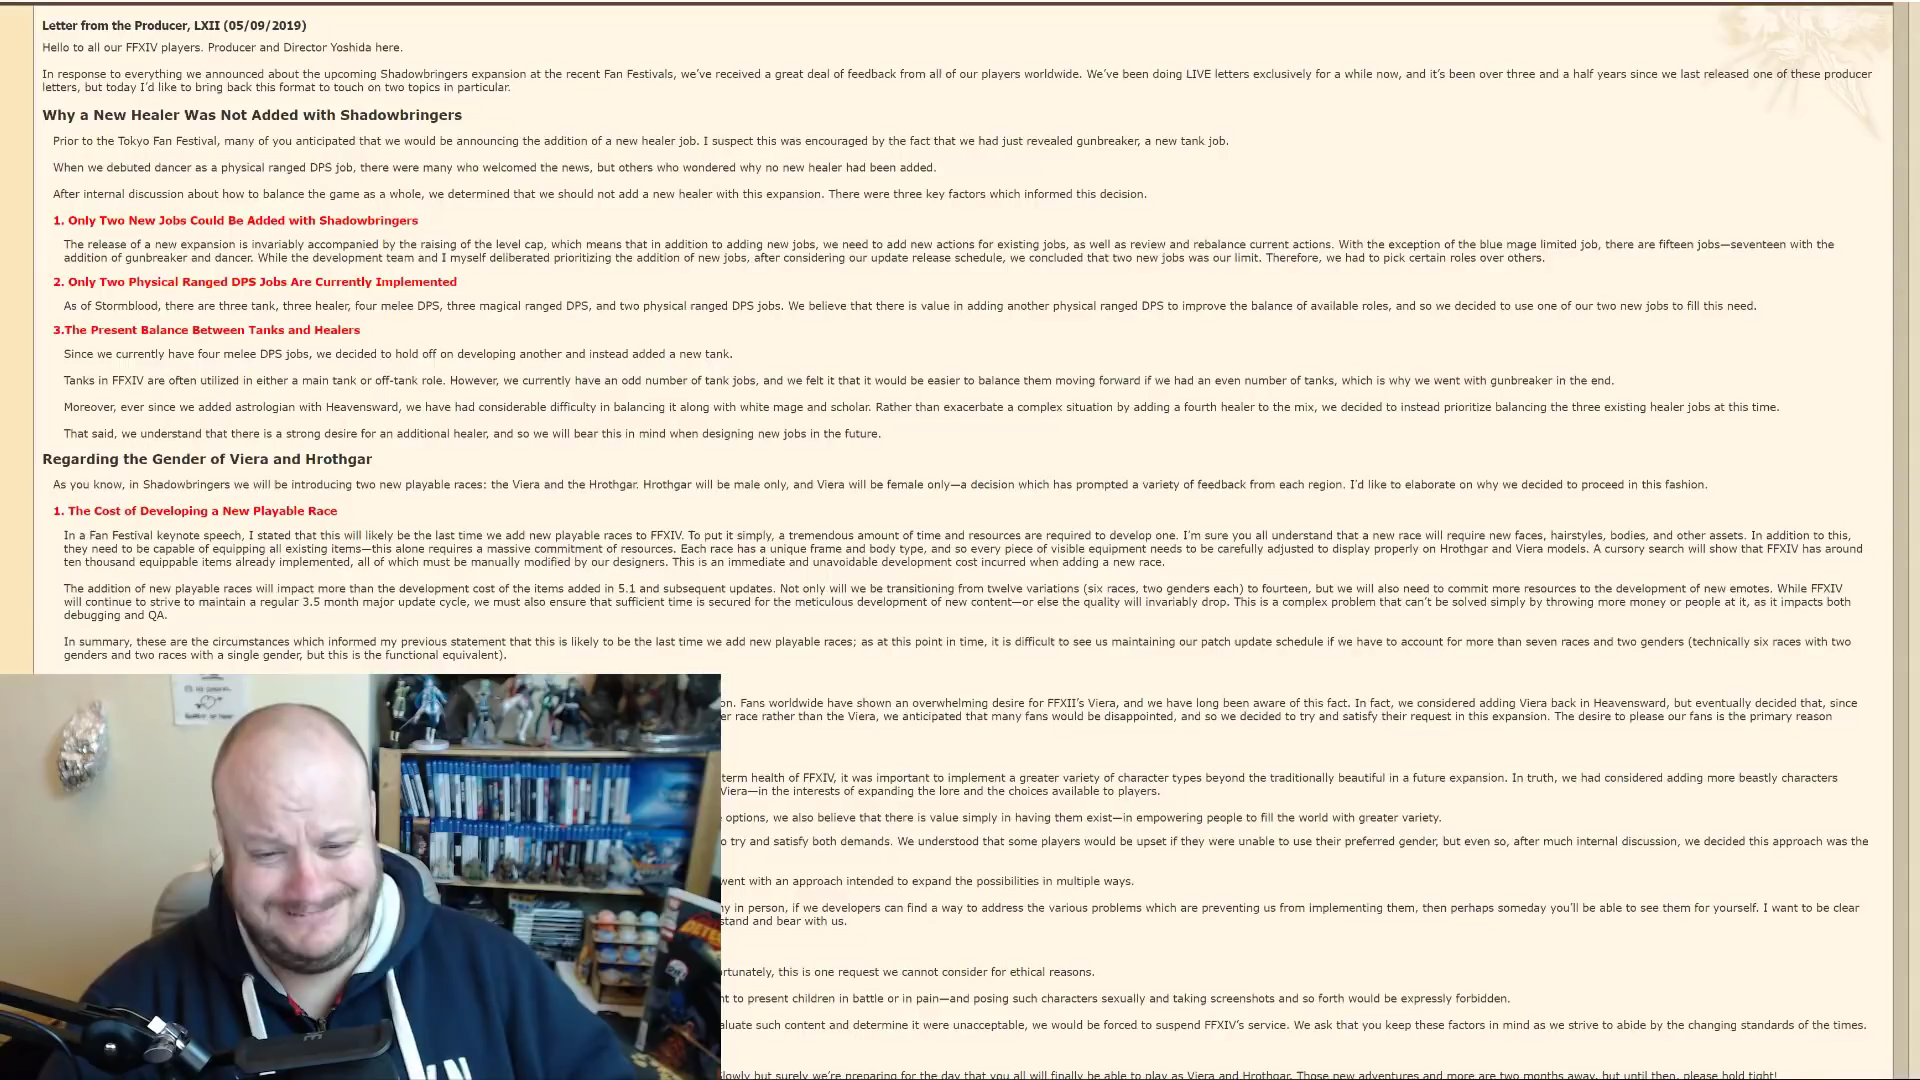 Letter from the Producer, LXII (05/09/2019)
Hello to all our FFXIV players. Producer and Director Yoshida here.
In response to everything we announced about the upcoming Shadowbringers expansion at the recent Fan Festivals, we've received a great deal of feedback from all of our players worldwide. We've been doing LIVE letters exclusively for a while now, and it's been over three and a half years since we last released one of these producer
letters, but today I'd like to bring back this format to touch on two topics in particular.
Why a New Healer Was Not Added with Shadowbringers
Prior to the Tokyo Fan Festival, many of you anticipated that we would be announcing the addition of a new healer job. I suspect this was encouraged by the fact that we had just revealed gunbreaker, a new tank job.
When we debuted dancer as a physical ranged DPS job, there were many who welcomed the news, but others who wondered why no new healer had been added.
After internal discussion about how to balance the game as a whole, we determined that we should not add a new healer with this expansion. There were three key factors which informed this decision.
1. Only Two New Jobs Could Be Added with Shadowbringers
The release of a new expansion is invariably accompanied by the raising of the level cap, which means that in addition to adding new jobs, we need to add new actions for existing jobs, as well as review and rebalance current actions. With the exception of the blue mage limited job, there are fifteen jobs—seventeen with the
addition of gunbreaker and dancer. While the development team and I myself deliberated prioritizing the addition of new jobs, after considering our update release schedule, we concluded that two new jobs was our limit. Therefore, we had to pick certain roles over others.
2. Only Two Physical Ranged DPS Jobs Are Currently Implemented
As of Stormblood, there are three tank, three healer, four melee DPS, three magical ranged DPS, and two physical ranged DPS jobs. We believe that there is value in adding another physical ranged DPS to improve the balance of available roles, and so we decided to use one of our two new jobs to fill this need.
3.The Present Balance Between Tanks and Healers
Since we currently have four melee DPS jobs, we decided to hold off on developing another and instead added a new tank.
Tanks in FFXIV are often utilized in either a main tank or off-tank role. However, we currently have an odd number of tank jobs, and we felt it that it would be easier to balance them moving forward if we had an even number of tanks, which is why we went with gunbreaker in the end.
Moreover, ever since we added astrologian with Heavensward, we have had considerable difficulty in balancing it along with white mage and scholar. Rather than exacerbate a complex situation by adding a fourth healer to the mix, we decided to instead prioritize balancing the three existing healer jobs at this time.
That said, we understand that there is a strong desire for an additional healer, and so we will bear this in mind when designing new jobs in the future.
Regarding the Gender of Viera and Hrothgar
As you know, in Shadowbringers we will be introducing two new playable races: the Viera and the Hrothgar. Hrothgar will be male only, and Viera will be female only—a decision which has prompted a variety of feedback from each region. I'd like to elaborate on why we decided to proceed in this fashion.
1. The Cost of Developing a New Playable Race
In a Fan Festival keynote speech, I stated that this will likely be the last time we add new playable races to FFXIV. To put it simply, a tremendous amount of time and resources are required to develop one. I'm sure you all understand that a new race will require new faces, hairstyles, bodies, and other assets. In addition to this,
they need to be capable of equipping all existing items—this alone requires a massive commitment of resources. Each race has a unique frame and body type, and so every piece of visible equipment needs to be carefully adjusted to display properly on Hrothgar and Viera models. A cursory search will show that FFXIV has around
ten thousand equippable items already implemented, all of which must be manually modified by our designers. This is an immediate and unavoidable development cost incurred when adding a new race.
The addition of new playable races will impact more than the development cost of the items added in 5.1 and subsequent updates. Not only will we be transitioning from twelve variations (six races, two genders each) to fourteen, but we will also need to commit more resources to the development of new emotes. While FFXIV
will continue to strive to maintain a regular 3.5 month major update cycle, we must also ensure that sufficient time is secured for the meticulous development of new content—or else the quality will invariably drop. This is a complex problem that can't be solved simply by throwing more money or people at it, as it impacts both
debugging and QA.
In summary, these are the circumstances which informed my previous statement that this is likely to be the last time we add new playable races; as at this point in time, it is difficult to see us maintaining our patch update schedule if we have to account for more than seven races and two genders (technically six races with two
genders and two races with a single gender, but this is the functional equivalent).
on. Fans worldwide have shown an overwhelming desire for FFXII's Viera, and we have long been aware of this fact. In fact, we considered adding Viera back in Heavensward, but eventually decided that, since
er race rather than the Viera, we anticipated that many fans would be disappointed, and so we decided to try and satisfy their request in this expansion. The desire to please our fans is the primary reason
term health of FFXIV, it was important to implement a greater variety of character types beyond the traditionally beautiful in a future expansion. In truth, we had considered adding more beastly characters
Viera—in the interests of expanding the lore and the choices available to players.
options, we also believe that there is value simply in having them exist—in empowering people to fill the world with greater variety.
o try and satisfy both demands. We understood that some players would be upset if they were unable to use their preferred gender, but even so, after much internal discussion, we decided this approach was the
went with an approach intended to expand the possibilities in multiple ways.
ny in person, if we developers can find a way to address the various problems which are preventing us from implementing them, then perhaps someday you'll be able to see them for yourself. I want to be clear
stand and bear with us.
rtunately, this is one request we cannot consider for ethical reasons.
nt to present children in battle or in pain—and posing such characters sexually and taking screenshots and so forth would be expressly forbidden.
aluate such content and determine it were unacceptable, we would be forced to suspend FFXIV's service. We ask that you keep these factors in mind as we strive to abide by the changing standards of the times.
Slowly but surely we're preparing for the day that you all will finally be able to play as Viera and Hrothgar. Those new adventures and more are two months away, but until then, please hold tight!